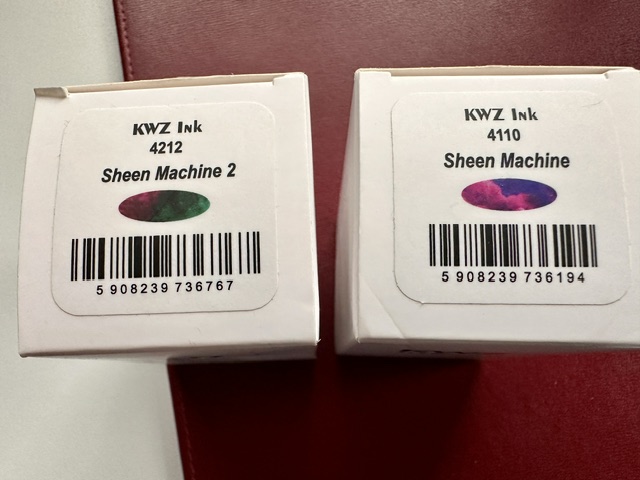 KWZ Ink
4212
Sheen Machine 2
5 908239 736767
KWZ Ink
4110
Sheen Machine
5 908239 736194